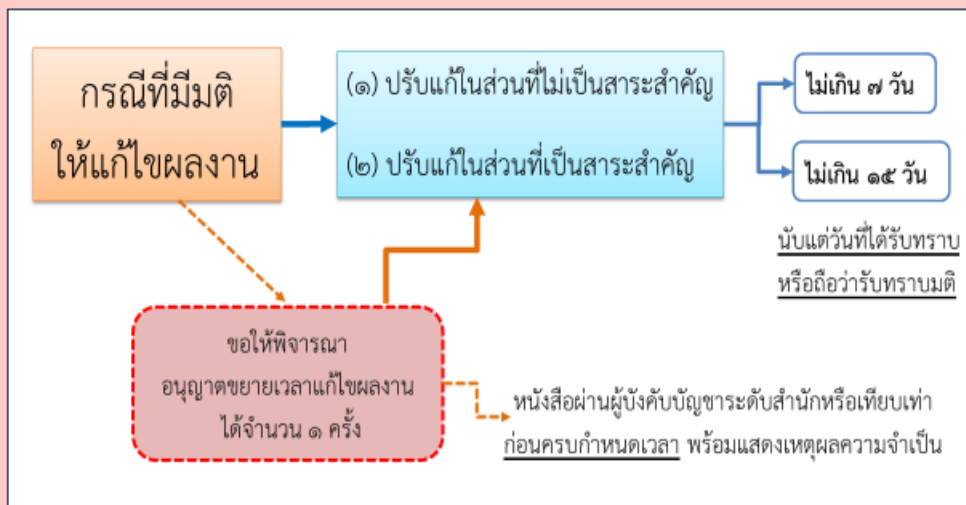 กรณีที่มีมติ
ให้แก้ไขผลงาน
(๑) ปรับแก้ในส่วนที่ไม่เป็นสาระสำคัญ
(๒) ปรับแก้ในส่วนที่เป็นสาระสำคัญ
ไม่เกิน ๗ วัน
ไม่เกิน ๑๕ วัน
นับแต่วันที่ได้รับทราบ
หรือถือว่ารับทราบมติ
ขอให้พิจารณา
อนุญาตขยายเวลาแก้ไขผลงาน
ได้จำนวน ๑ ครั้ง
หนังสือผ่านผู้บังคับบัญชาระดับสำนักหรือเทียบเท่า
ก่อนครบกำหนดเวลา พร้อมแสดงเหตุผลความจำเป็น